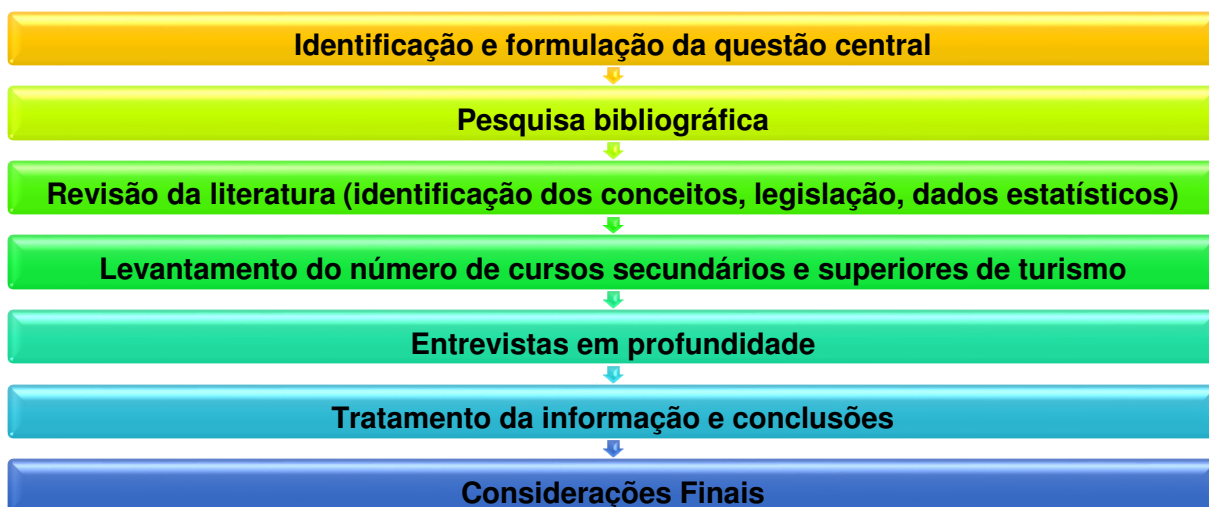 Identificação e formulação da questão central
Pesquisa bibliográfica
Revisão da literatura (identificação dos conceitos, legislação, dados estatísticos)
Levantamento do número de cursos secundários e superiores de turismo
Entrevistas em profundidade
Tratamento da informação e conclusões
Considerações Finais